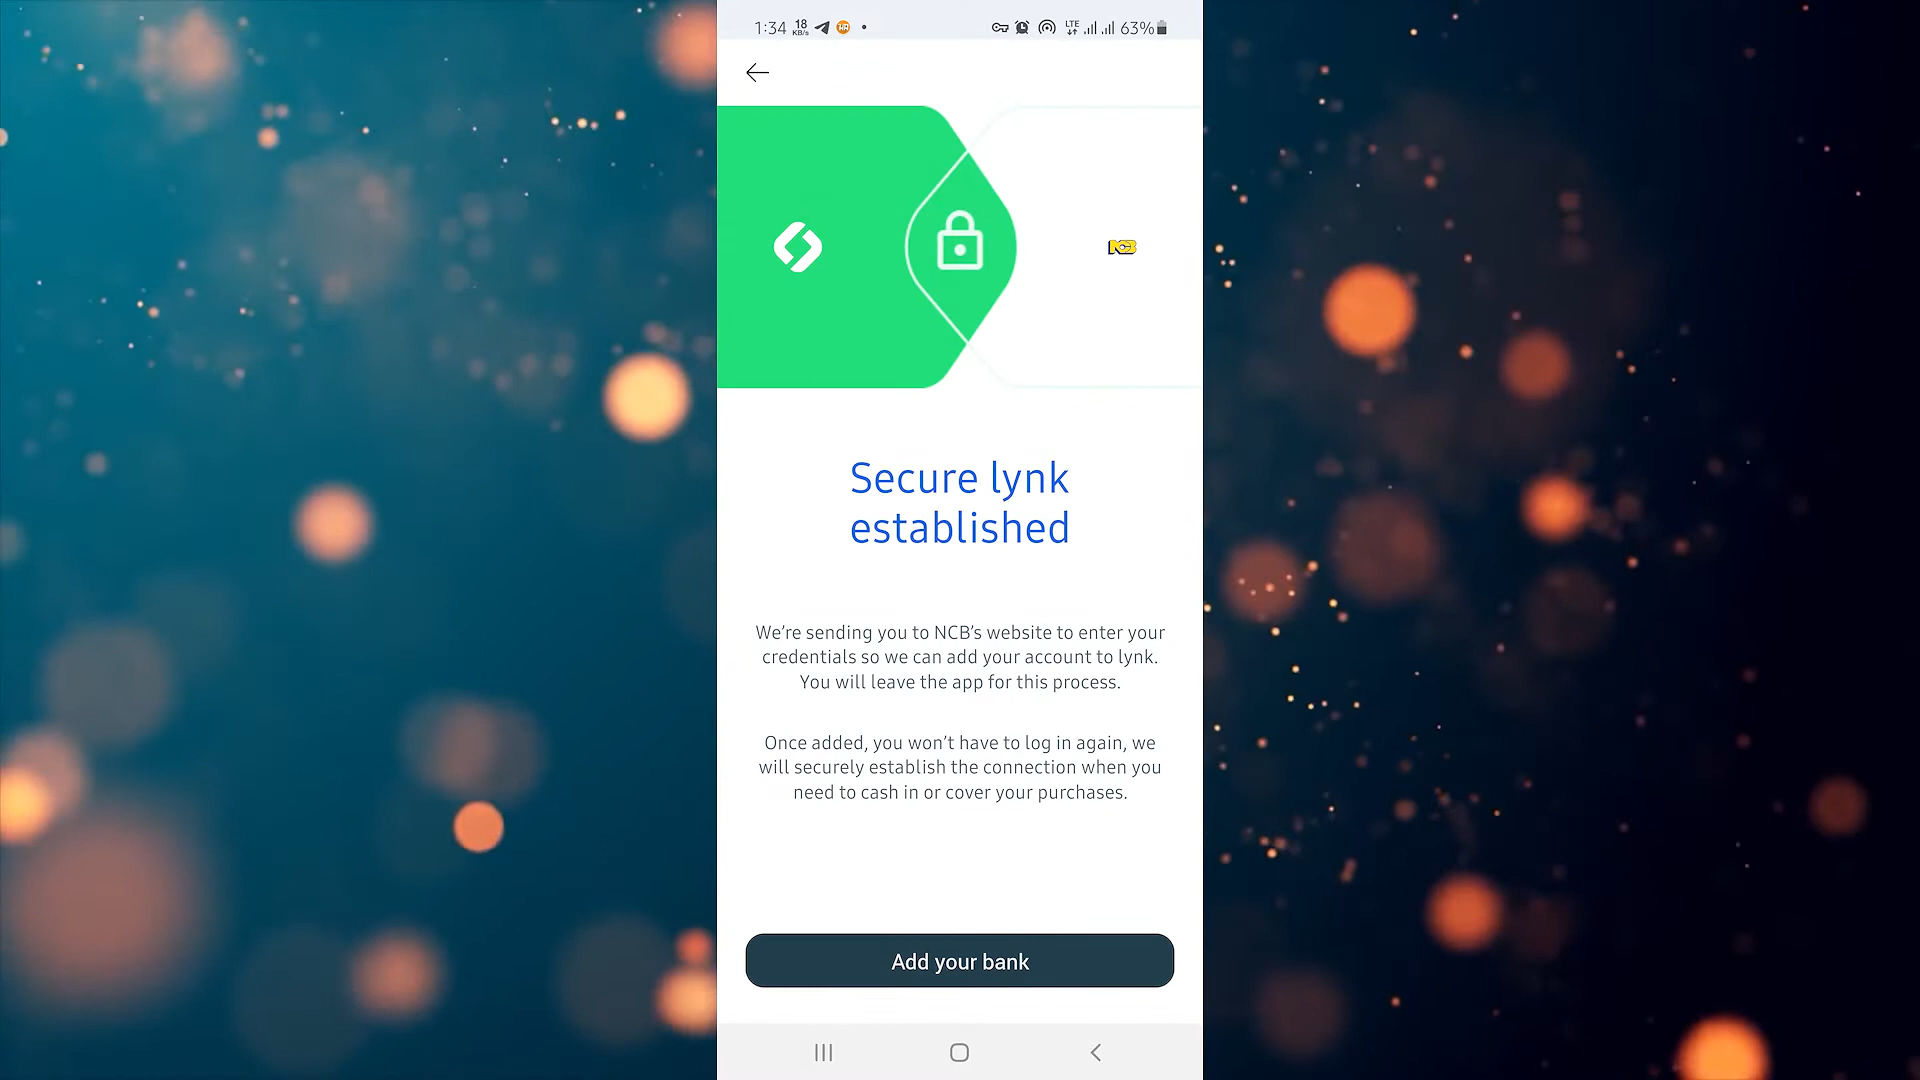 1:34 18 KB/s LTE 63%
NCB
Secure lynk
established
We're sending you to NCB's website to enter your
credentials so we can add your account to lynk.
You will leave the app for this process.
Once added, you won't have to log in again, we
will securely establish the connection when you
need to cash in or cover your purchases.
Add your bank